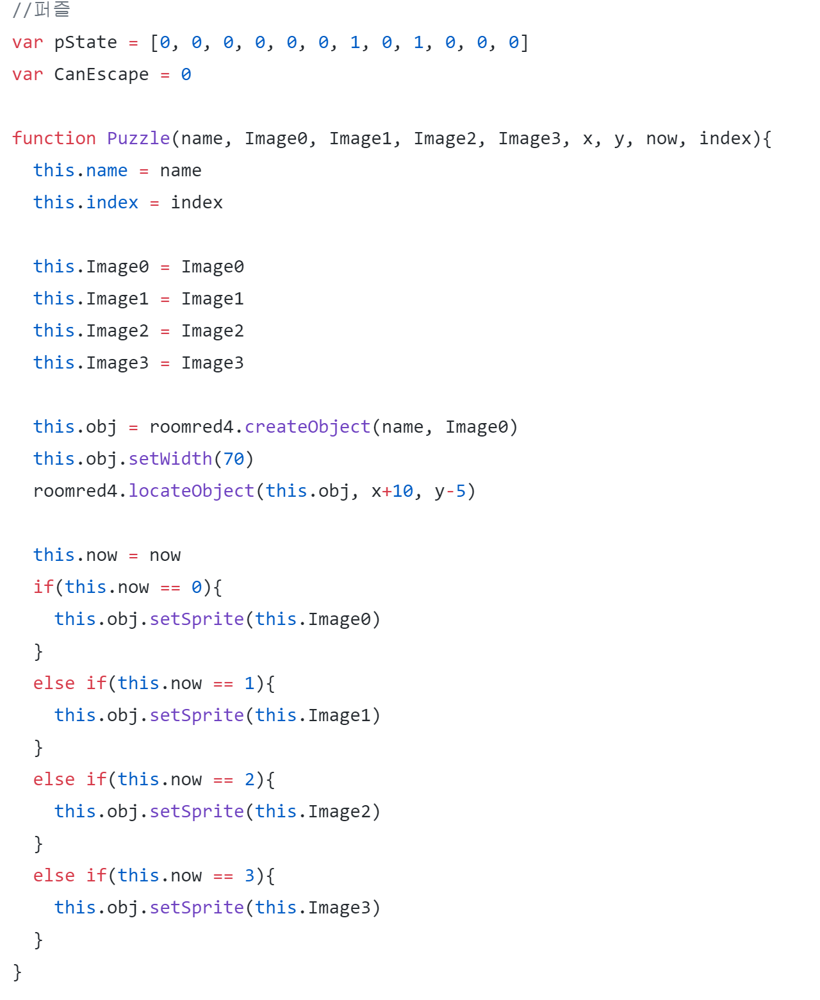 //퍼즐
var pState = [0, 0, 0, 0, 0, 0, 1, 0, 1, 0, 0, 0]
var CanEscape = 0
function Puzzle(name, Image0, Image1, Image2, Image3, x, y, now, index){
  this.name = name
  this.index = index
  this.Image0 = Image0
  this.Image1 = Image1
  this.Image2 = Image2
  this.Image3 = Image3
  this.obj = roomred4.createObject(name, Image0)
  this.obj.setWidth(70)
  roomred4.locateObject(this.obj, x+10, y-5)
  this.now = now
  if(this.now == 0){
    this.obj.setSprite(this.Image0)
  }
  else if(this.now == 1){
    this.obj.setSprite(this.Image1)
  }
  else if(this.now == 2){
    this.obj.setSprite(this.Image2)
  }
  else if(this.now == 3){
    this.obj.setSprite(this.Image3)
  }
}